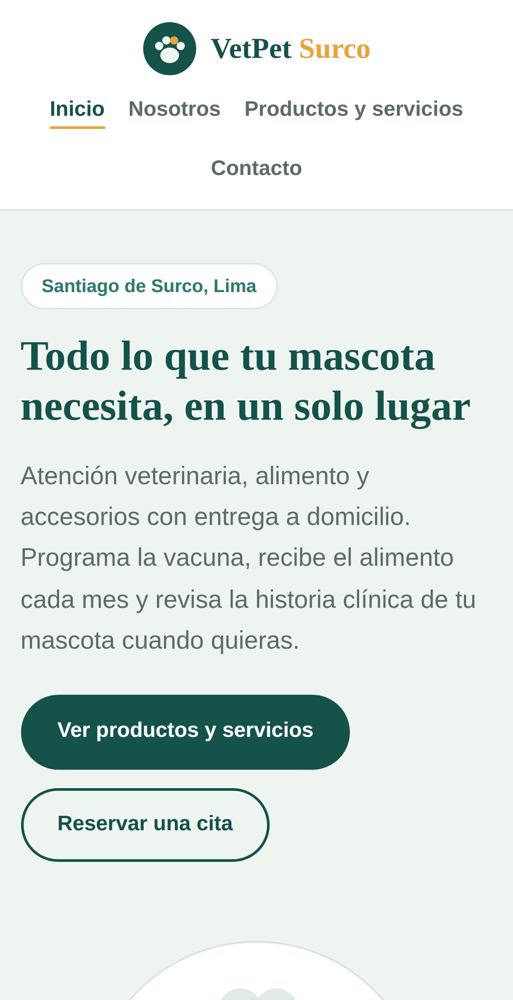 VetPet Surco
Inicio Nosotros Productos y servicios
Contacto
Santiago de Surco, Lima
Todo lo que tu mascota
necesita, en un solo lugar
Atención veterinaria, alimento y
accesorios con entrega a domicilio.
Programa la vacuna, recibe el alimento
cada mes y revisa la historia clínica de tu
mascota cuando quieras.
Ver productos y servicios
Reservar una cita